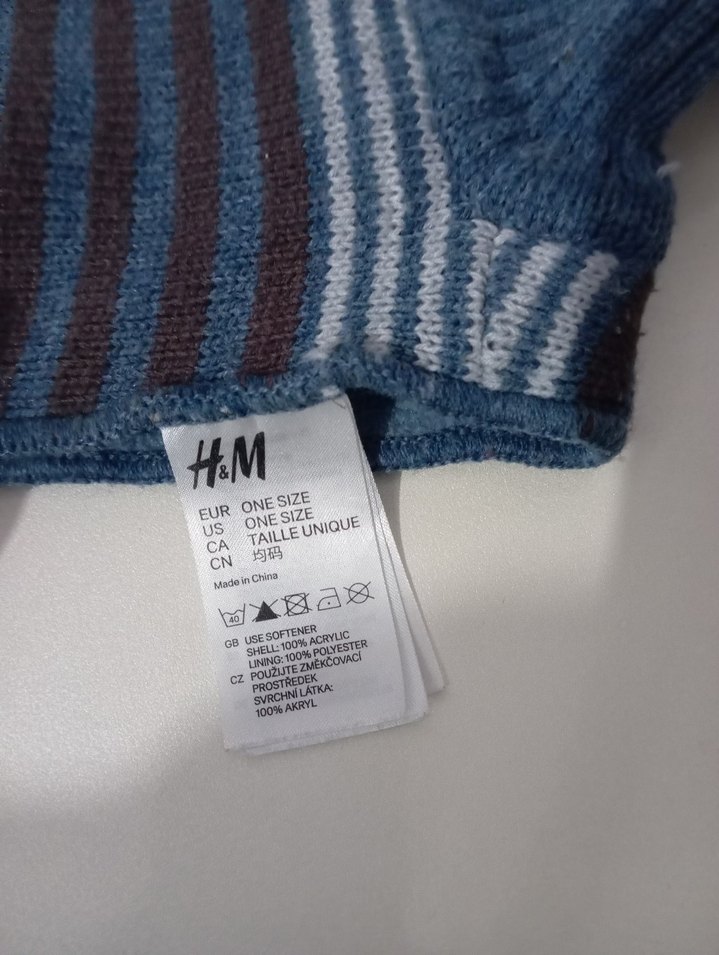 H&M
EUR ONE SIZE
US ONE SIZE
CA TAILLE UNIQUE
CN 均码
Made in China
40
GB USE SOFTENER
SHELL: 100% ACRYLIC
LINING: 100% POLYESTER
CZ POUŽIJTE ZMĚKČOVACÍ
PROSTŘEDEK
SVRCHNÍ LÁTKA:
100% AKRYL